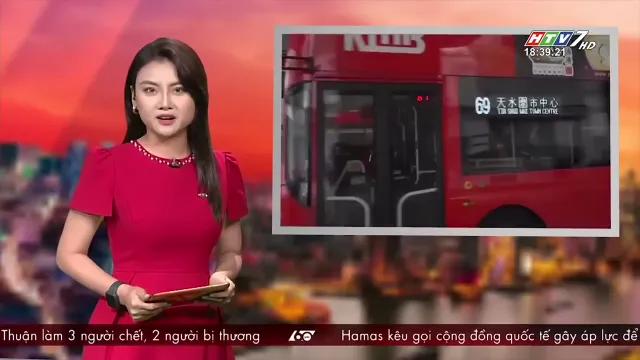 HTV7 HD
18:39:21
KMB
69 天水圍市中心
TIN SHUI WAI TOWN CENTRE
Thuận làm 3 người chết, 2 người bị thương 60 Hamas kêu gọi cộng đồng quốc tế gây áp lực để